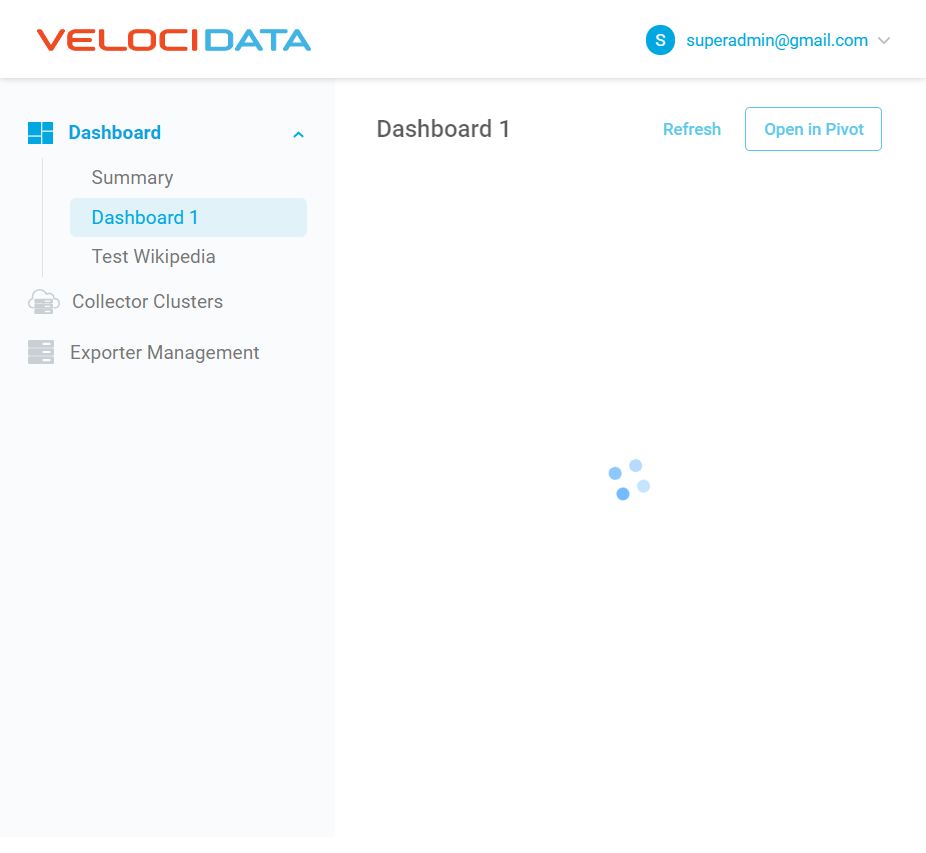 VELOCIDATA
S superadmin@gmail.com
Dashboard
Summary
Dashboard 1
Test Wikipedia
Collector Clusters
Exporter Management
Dashboard 1
Refresh
Open in Pivot